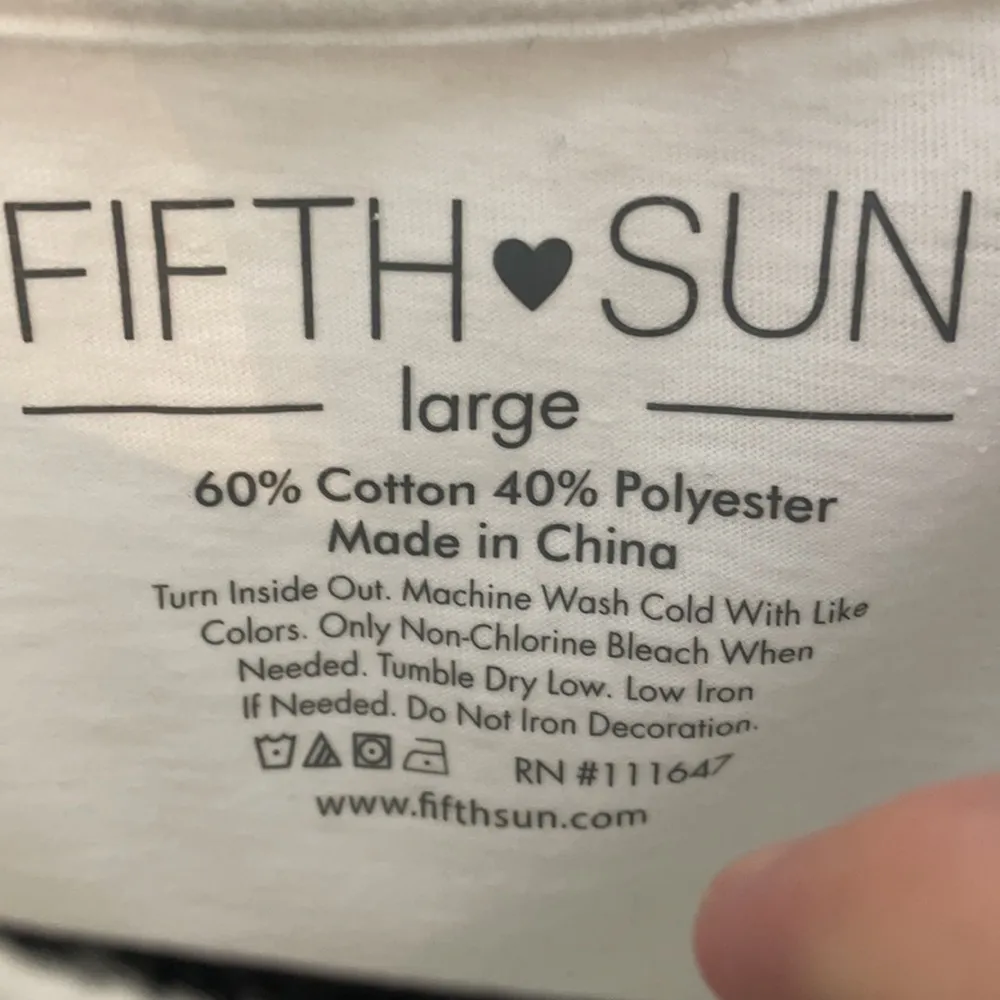 FIFTH♥SUN
large
60% Cotton 40% Polyester
Made in China
Turn Inside Out. Machine Wash Cold With Like
Colors. Only Non-Chlorine Bleach When
Needed. Tumble Dry Low. Low Iron
If Needed. Do Not Iron Decoration.
RN #111647
www.fifthsun.com